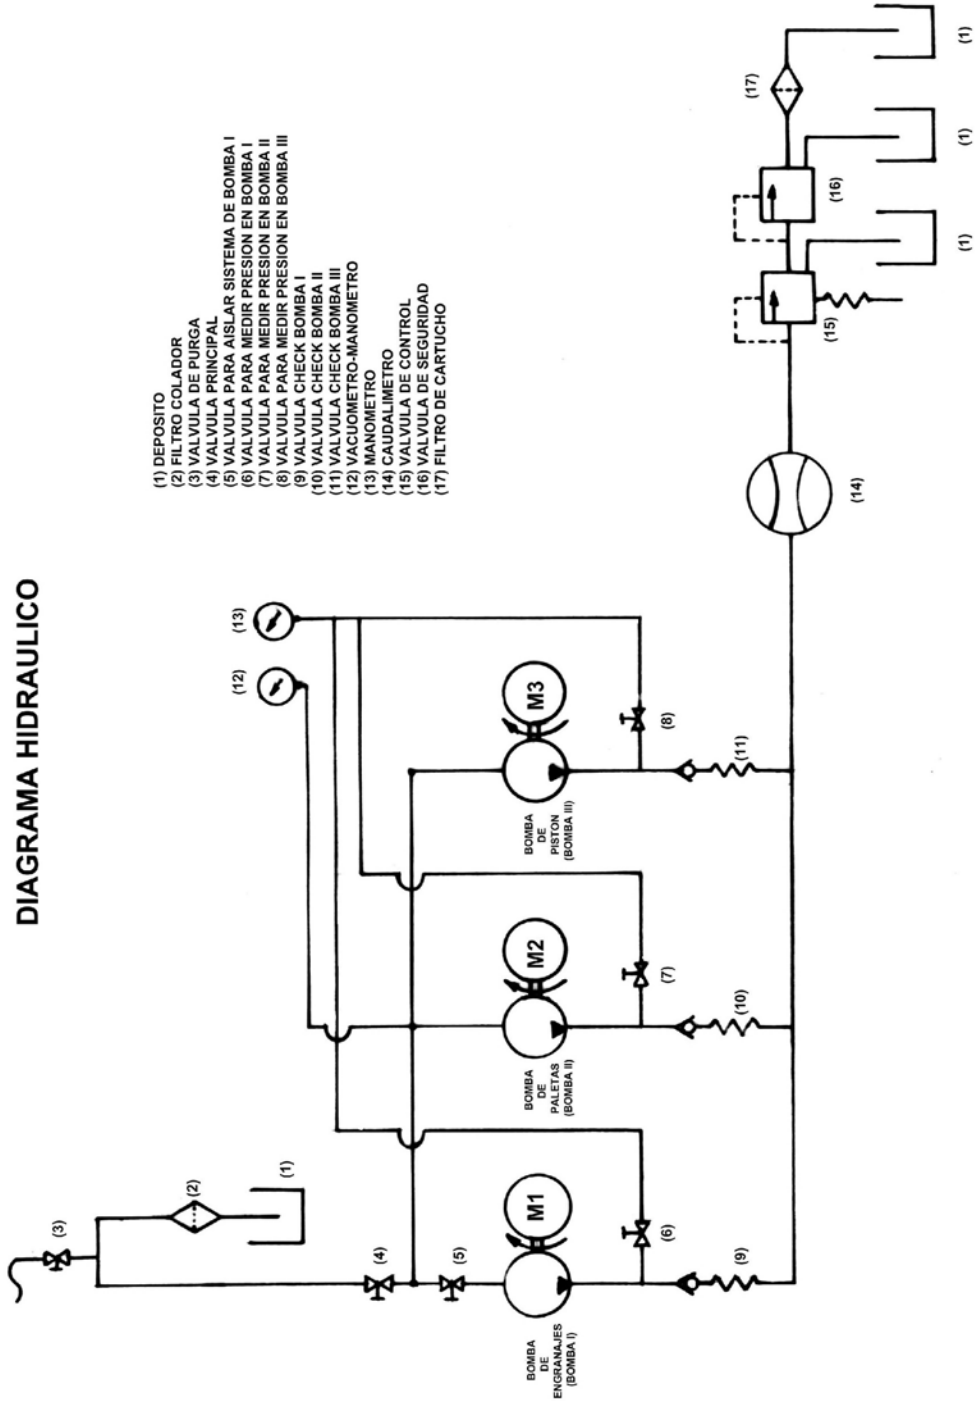 DIAGRAMA HIDRAULICO
(1) DEPOSITO
(2) FILTRO COLADOR
(3) VALVULA DE PURGA
(4) VALVULA PRINCIPAL
(5) VALVULA PARA AISLAR SISTEMA DE BOMBA I
(6) VALVULA PARA MEDIR PRESION EN BOMBA I
(7) VALVULA PARA MEDIR PRESION EN BOMBA II
(8) VALVULA PARA MEDIR PRESION EN BOMBA III
(9) VALVULA CHECK BOMBA I
(10) VALVULA CHECK BOMBA II
(11) VALVULA CHECK BOMBA III
(12) VACUOMETRO-MANOMETRO
(13) MANOMETRO
(14) CAUDALIMETRO
(15) VALVULA DE CONTROL
(16) VALVULA DE SEGURIDAD
(17) FILTRO DE CARTUCHO
(3)
(2)
(1)
(12)
(13)
(4)
(5)
BOMBA
DE
ENGRANAJES
(BOMBA I)
M1
BOMBA
DE
PALETAS
(BOMBA II)
M2
BOMBA
DE
PISTON
(BOMBA III)
M3
(6)
(7)
(8)
(9)
(10)
(11)
(14)
(15)
(16)
(17)
(1)
(1)
(1)